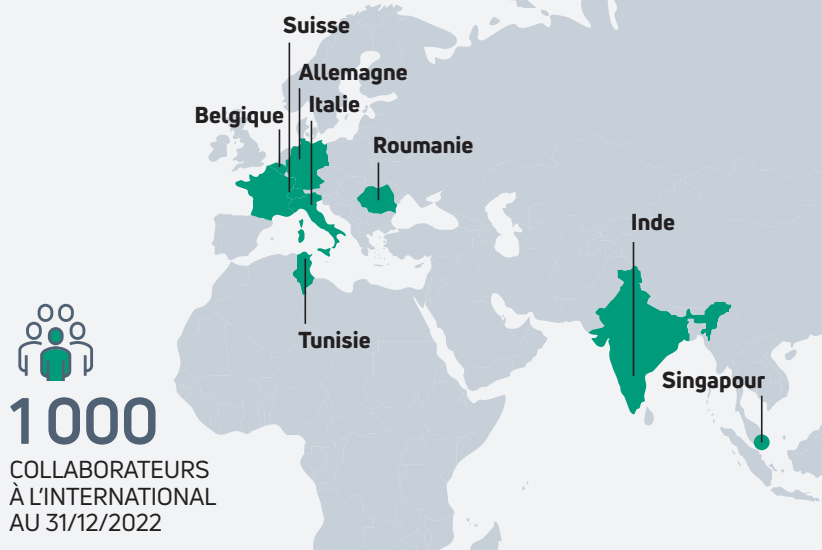 Suisse
Allemagne
Italie
Belgique
Roumanie
Inde
Tunisie
Singapour
1 000
COLLABORATEURS
À L'INTERNATIONAL
AU 31/12/2022